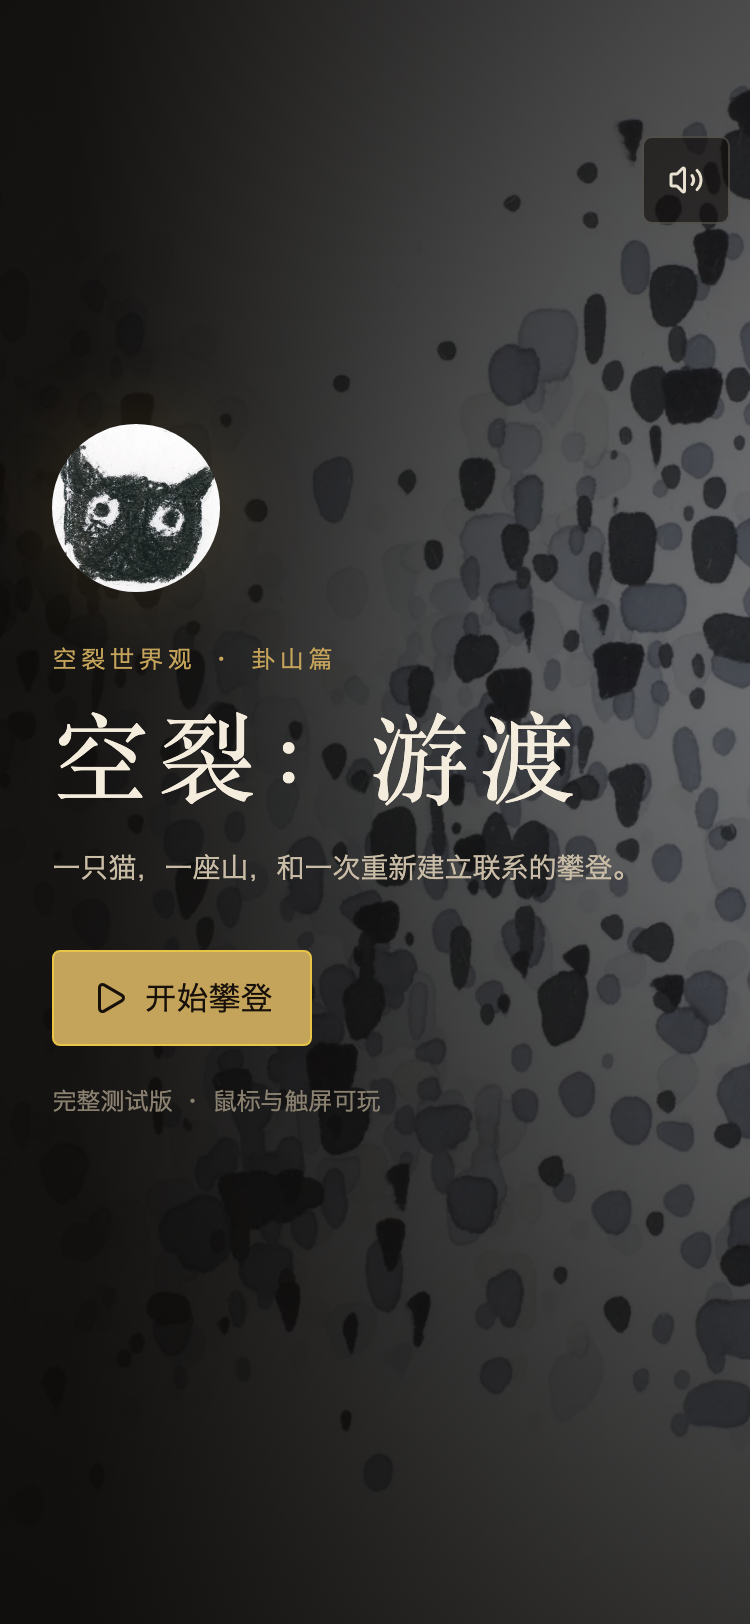 空裂世界观 · 卦山篇
空裂：游渡
一只猫，一座山，和一次重新建立联系的攀登。
开始攀登
完整测试版 · 鼠标与触屏可玩